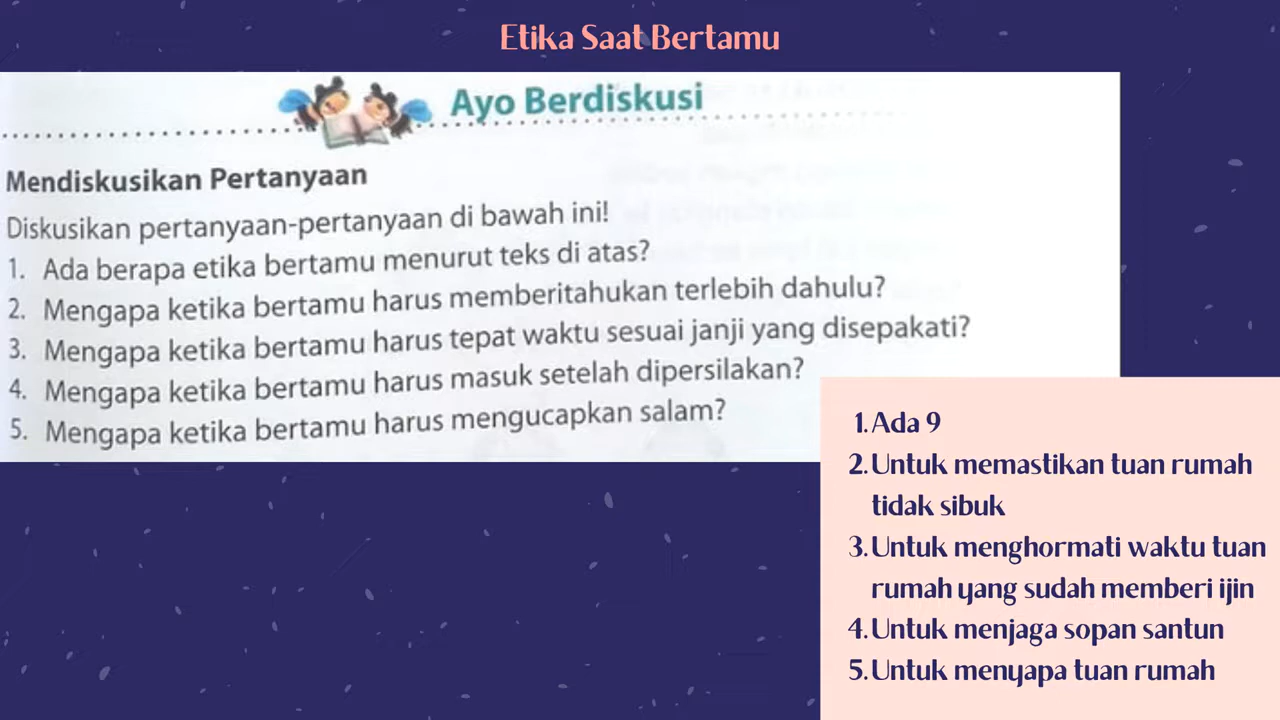 Etika Saat Bertamu
Ayo Berdiskusi
Mendiskusikan Pertanyaan
Diskusikan pertanyaan-pertanyaan di bawah ini!
1. Ada berapa etika bertamu menurut teks di atas?
2. Mengapa ketika bertamu harus memberitahukan terlebih dahulu?
3. Mengapa ketika bertamu harus tepat waktu sesuai janji yang disepakati?
4. Mengapa ketika bertamu harus masuk setelah dipersilakan?
5. Mengapa ketika bertamu harus mengucapkan salam?
1. Ada 9
2. Untuk memastikan tuan rumah
tidak sibuk
3. Untuk menghormati waktu tuan
rumah yang sudah memberi ijin
4. Untuk menjaga sopan santun
5. Untuk menyapa tuan rumah